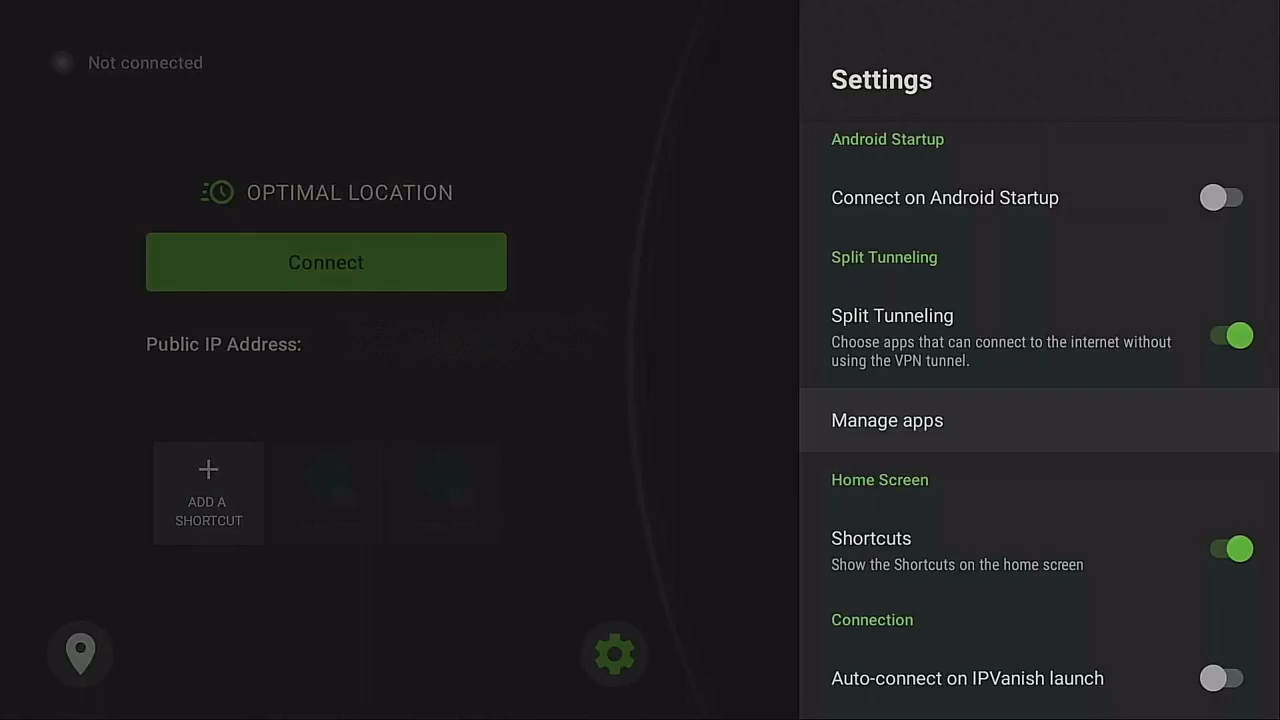 Not connected
OPTIMAL LOCATION
Connect
Public IP Address:
+
ADD A
SHORTCUT
Settings
Android Startup
Connect on Android Startup
Split Tunneling
Split Tunneling
Choose apps that can connect to the internet without
using the VPN tunnel.
Manage apps
Home Screen
Shortcuts
Show the Shortcuts on the home screen
Connection
Auto-connect on IPVanish launch